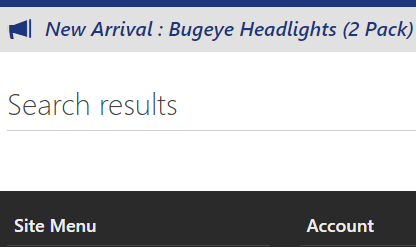 New Arrival : Bugeye Headlights (2 Pack)
Search results
Site Menu
Account